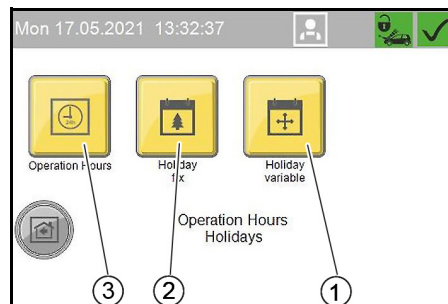 Mon 17.05.2021 13:32:37
24h
Operation Hours
Holiday
fix
Holiday
variable
Operation Hours
Holidays
3
2
1